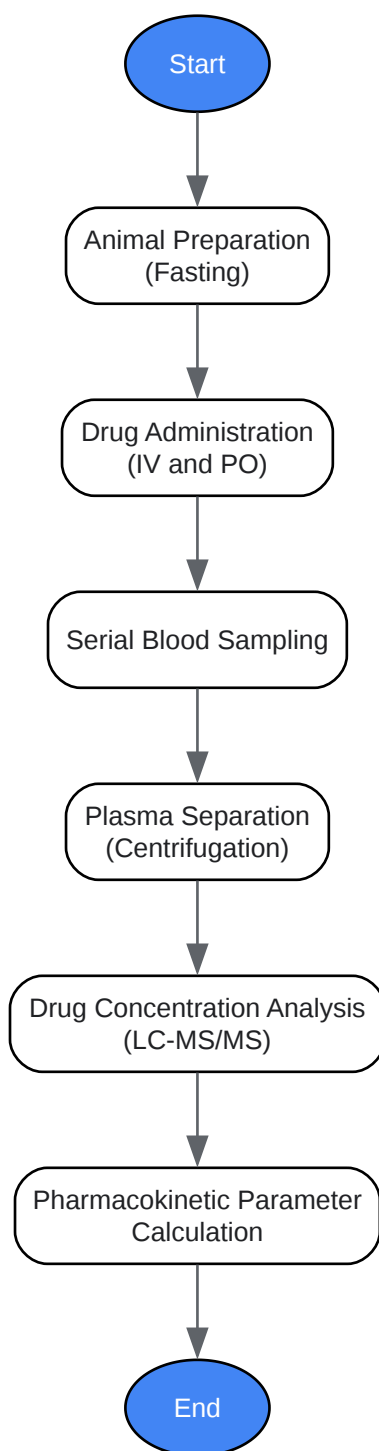 Start
Animal Preparation
(Fasting)
Drug Administration
(IV and PO)
Serial Blood Sampling
Plasma Separation
(Centrifugation)
Drug Concentration Analysis
(LC-MS/MS)
Pharmacokinetic Parameter
Calculation
End